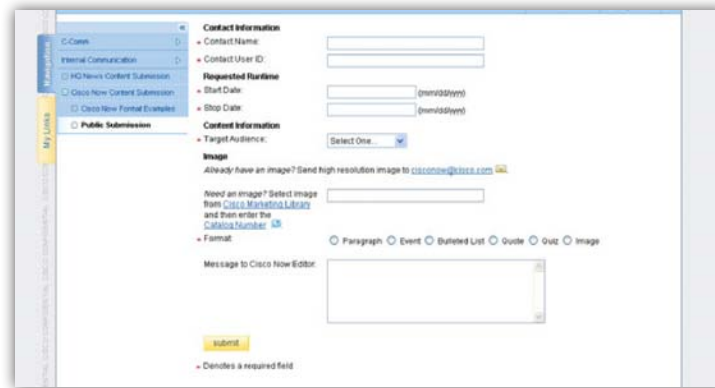 Navigation
My Links
C-Comm
Internal Communication
HQ News Content Submission
Cisco Now Content Submission
Cisco Now Format Examples
Public Submission
Contact Information
* Contact Name:
* Contact User ID:
Requested Runtime
* Start Date: (mm/dd/yyyy)
* Stop Date: (mm/dd/yyyy)
Content Information
* Target Audience: Select One...
Image
Already have an image? Send high resolution image to cisconow@cisco.com
Need an image? Select image
from Cisco Marketing Library
and then enter the
Catalog Number
* Format: Paragraph Event Bulleted List Quote Quiz Image
Message to Cisco Now Editor:
submit
* Denotes a required field